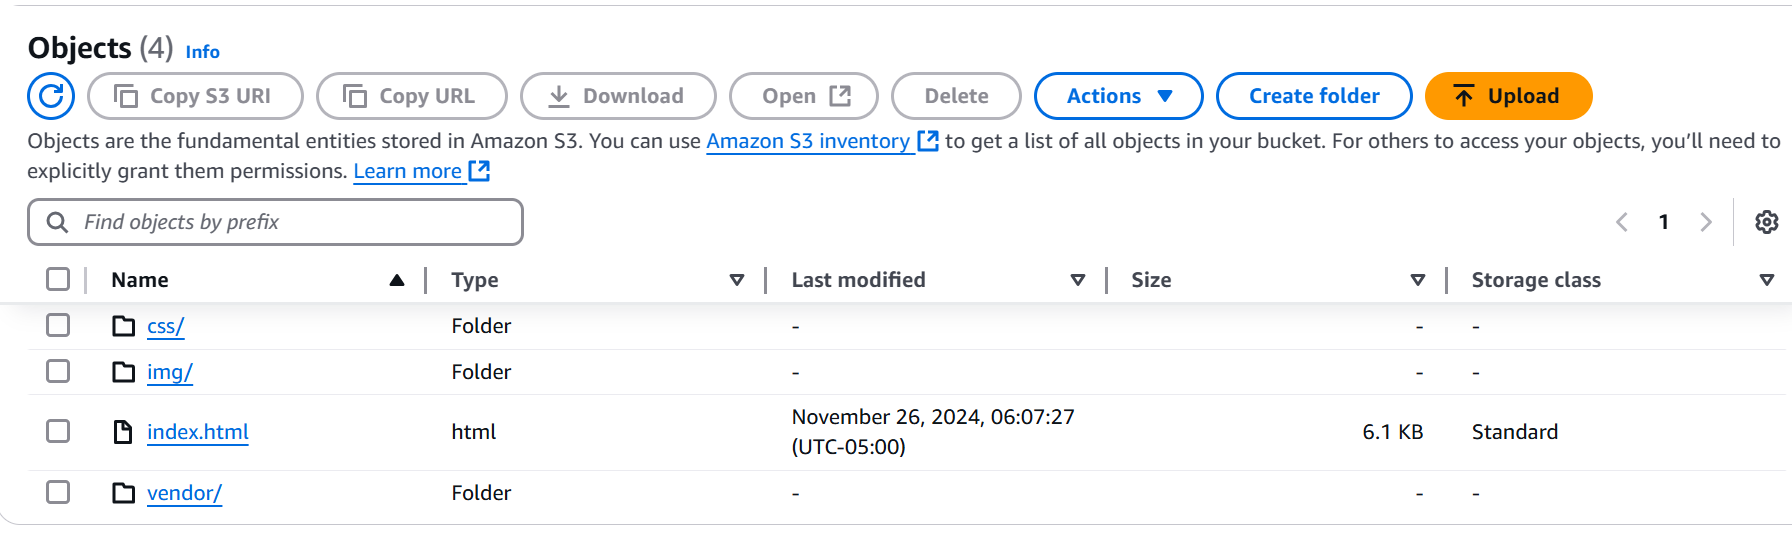 Objects (4) Info
Copy S3 URI Copy URL Download Open Delete Actions Create folder Upload
Objects are the fundamental entities stored in Amazon S3. You can use Amazon S3 inventory to get a list of all objects in your bucket. For others to access your objects, you’ll need to
explicitly grant them permissions. Learn more
Find objects by prefix 1
Name Type Last modified Size Storage class
css/ Folder - - -
img/ Folder - - -
index.html html November 26, 2024, 06:07:27 (UTC-05:00) 6.1 KB Standard
vendor/ Folder - - -